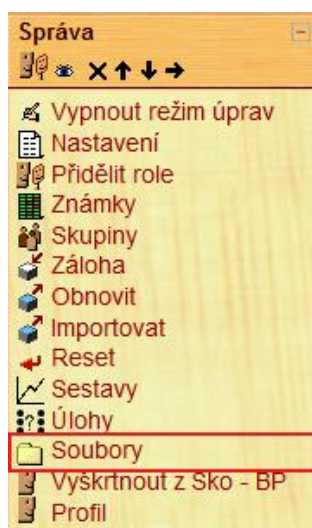 Správa
Vypnout režim úprav
Nastavení
Přidělit role
Známky
Skupiny
Záloha
Obnovit
Importovat
Reset
Sestavy
Úlohy
Soubory
Vyškrtnout z Sko - BP
Profil